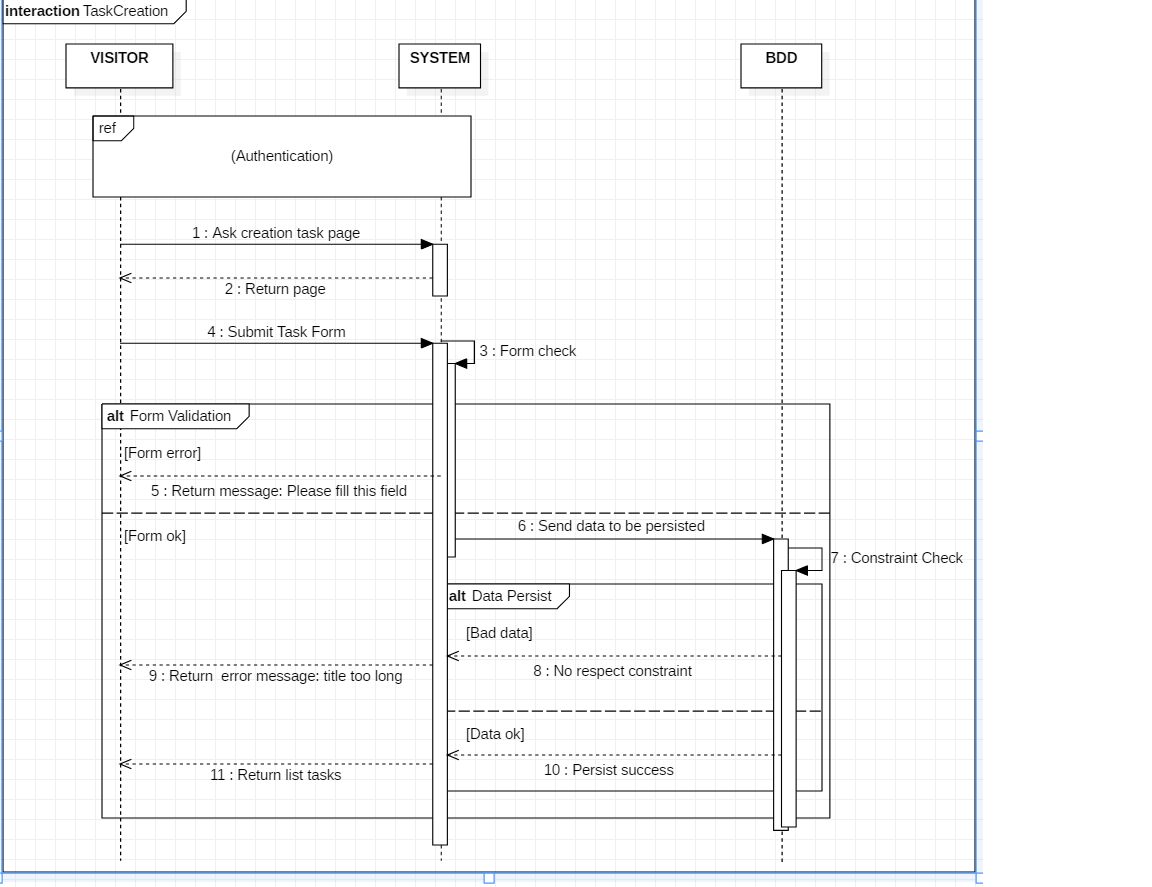 interaction TaskCreation
VISITOR
SYSTEM
BDD
ref
(Authentication)
1 : Ask creation task page
2 : Return page
4 : Submit Task Form
3 : Form check
alt Form Validation
[Form error]
5 : Return message: Please fill this field
6 : Send data to be persisted
[Form ok]
7 : Constraint Check
alt Data Persist
[Bad data]
8 : No respect constraint
9 : Return  error message: title too long
[Data ok]
10 : Persist success
11 : Return list tasks